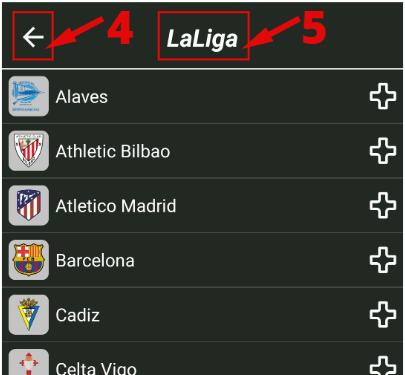 4
LaLiga
5
Alaves
Athletic Bilbao
Atletico Madrid
Barcelona
Cadiz
Celta Vigo